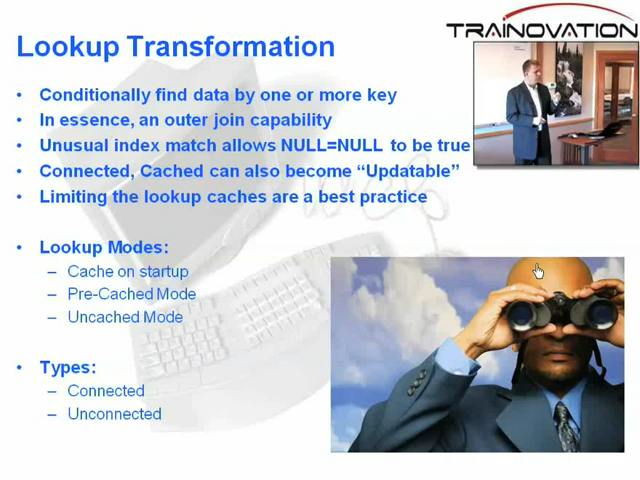 TRAINOVATION
Lookup Transformation
• Conditionally find data by one or more key
• In essence, an outer join capability
• Unusual index match allows NULL=NULL to be true
• Connected, Cached can also become “Updatable”
• Limiting the lookup caches are a best practice
• Lookup Modes:
– Cache on startup
– Pre-Cached Mode
– Uncached Mode
• Types:
– Connected
– Unconnected